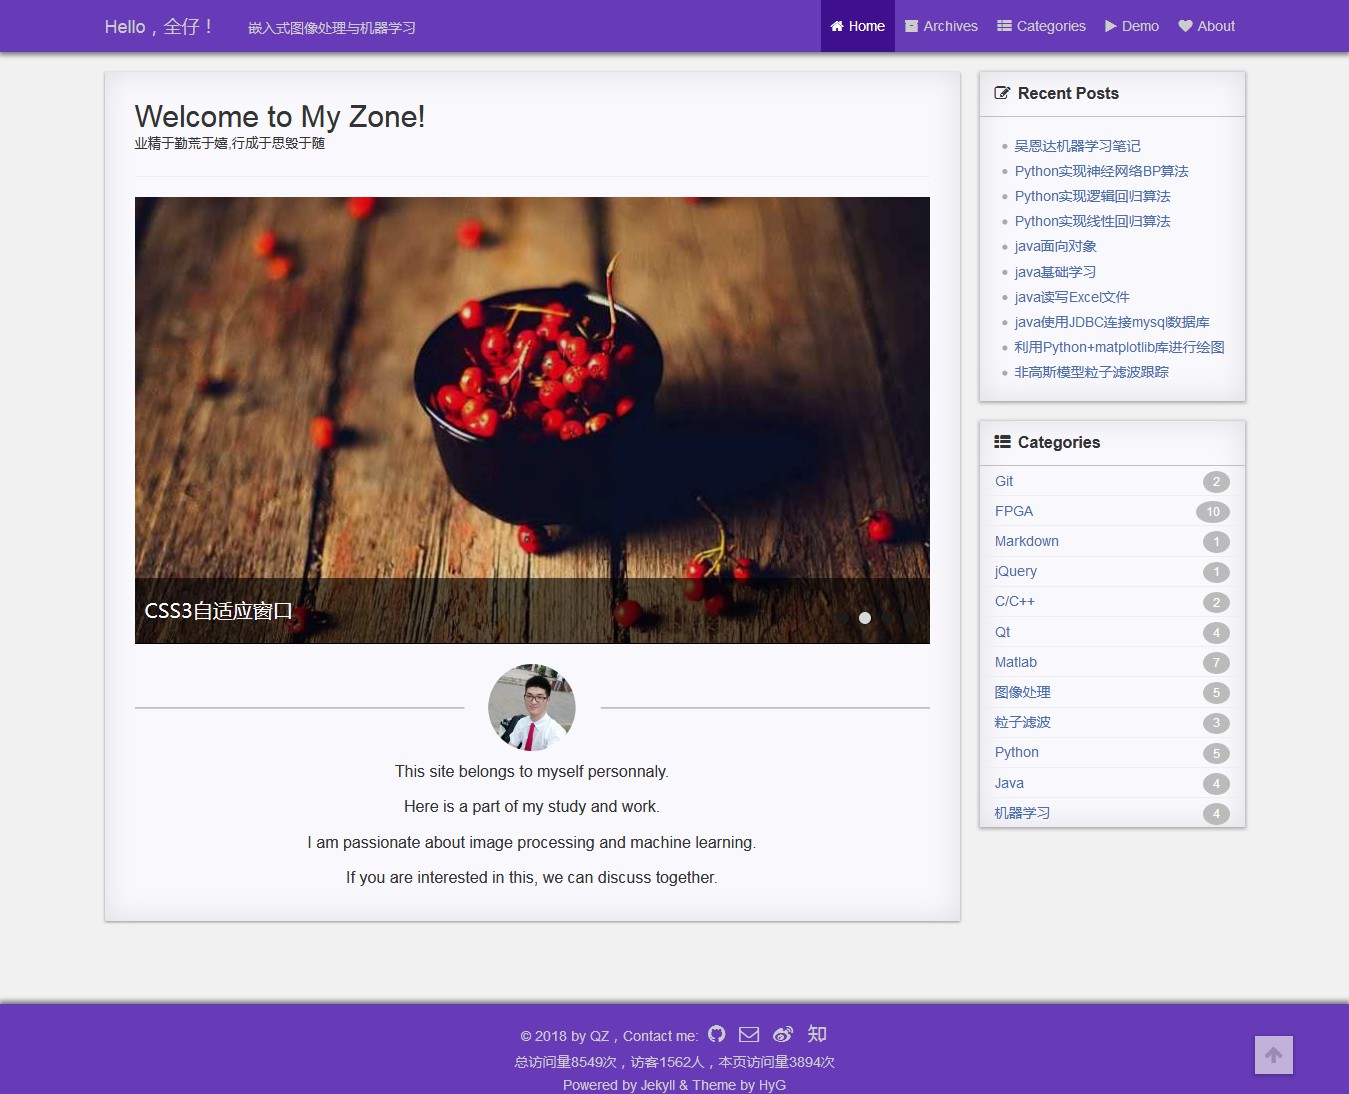 Hello，全仔！ 嵌入式图像处理与机器学习 Home Archives Categories Demo About
Welcome to My Zone!
业精于勤荒于嬉,行成于思毁于随
CSS3自适应窗口
This site belongs to myself personnaly.
Here is a part of my study and work.
I am passionate about image processing and machine learning.
If you are interested in this, we can discuss together.
Recent Posts
吴恩达机器学习笔记
Python实现神经网络BP算法
Python实现逻辑回归算法
Python实现线性回归算法
java面向对象
java基础学习
java读写Excel文件
java使用JDBC连接mysql数据库
利用Python+matplotlib库进行绘图
非高斯模型粒子滤波跟踪
Categories
Git 2
FPGA 10
Markdown 1
jQuery 1
C/C++ 2
Qt 4
Matlab 7
图像处理 5
粒子滤波 3
Python 5
Java 4
机器学习 4
© 2018 by QZ，Contact me: 知
总访问量8549次，访客1562人，本页访问量3894次
Powered by Jekyll & Theme by HyG